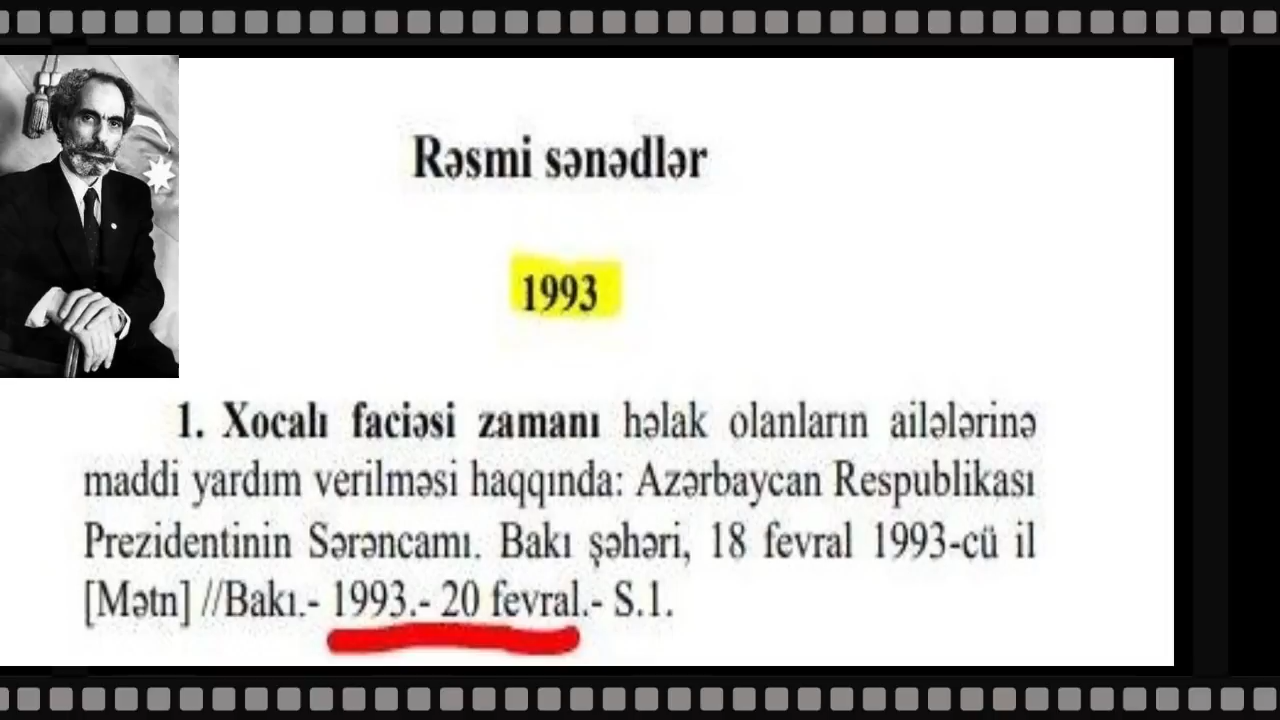 Rəsmi sənədlər
1993
1. Xocalı faciəsi zamanı həlak olanların ailələrinə
maddi yardım verilməsi haqqında: Azərbaycan Respublikası
Prezidentinin Sərəncamı. Bakı şəhəri, 18 fevral 1993-cü il
[Mətn] //Bakı.- 1993.- 20 fevral.- S.1.